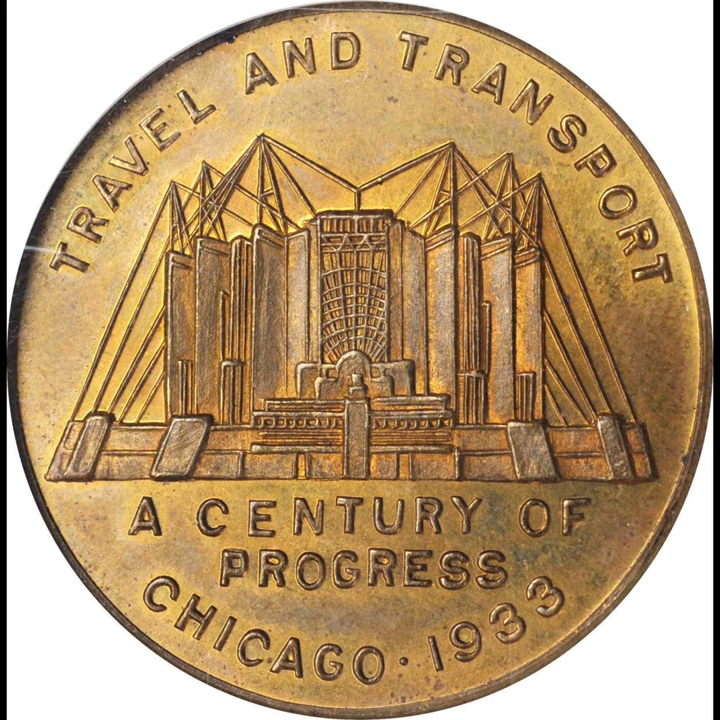 TRAVEL AND TRANSPORT
A CENTURY OF
PROGRESS
CHICAGO · 1933